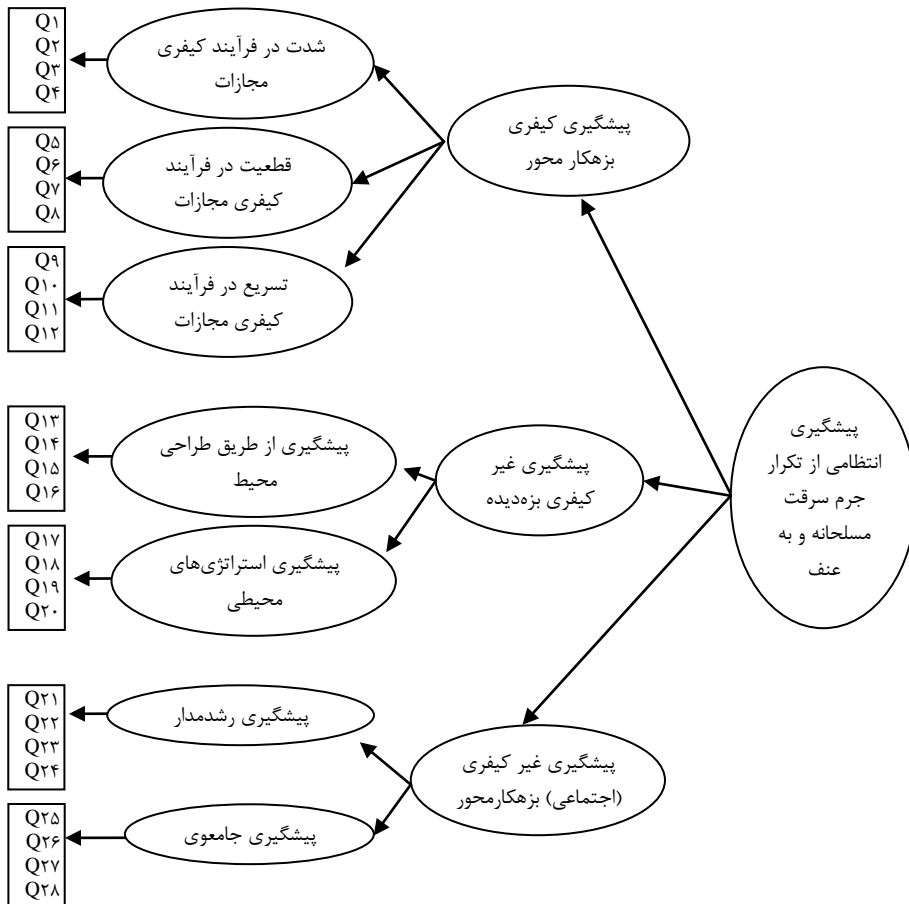 Q۱
Q۲
Q۳
Q۴
شدت در فرآیند کیفری
مجازات
پیشگیری کیفری
بزهکار محور
Q۵
Q۶
Q۷
Q۸
قطعیت در فرآیند
کیفری مجازات
Q۹
Q۱۰
Q۱۱
Q۱۲
تسریع در فرآیند
کیفری مجازات
پیشگیری
انتظامی از تکرار
جرم سرقت
مسلحانه و به
عنف
Q۱۳
Q۱۴
Q۱۵
Q۱۶
پیشگیری از طریق طراحی
محیط
پیشگیری غیر
کیفری بزه‌دیده
Q۱۷
Q۱۸
Q۱۹
Q۲۰
پیشگیری استراتژی‌های
محیطی
Q۲۱
Q۲۲
Q۲۳
Q۲۴
پیشگیری رشدمدار
پیشگیری غیر کیفری
(اجتماعی) بزهکارمحور
Q۲۵
Q۲۶
Q۲۷
Q۲۸
پیشگیری جامعوی